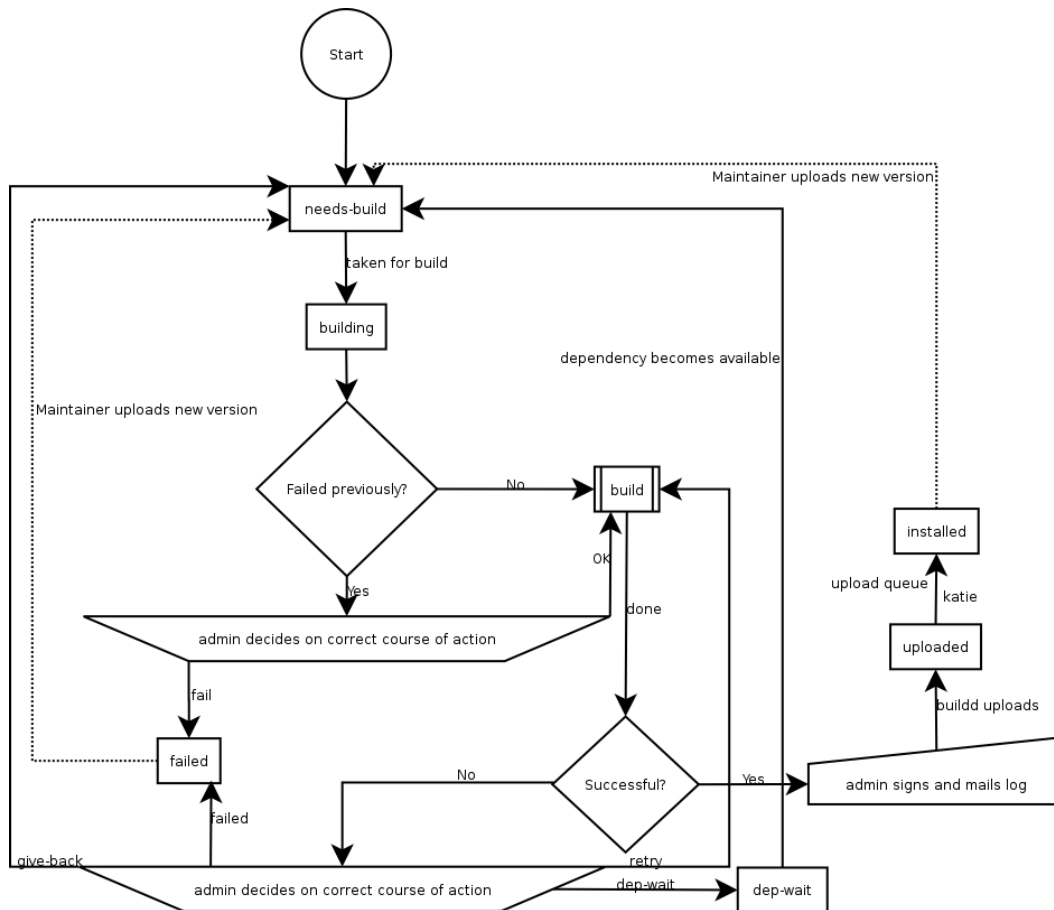 Start
Maintainer uploads new version
needs-build
taken for build
building
dependency becomes available
Maintainer uploads new version
Failed previously?
No
build
installed
OK
upload queue
katie
Yes
done
admin decides on correct course of action
uploaded
fail
buildd uploads
failed
No
Successful?
Yes
admin signs and mails log
failed
give-back
retry
admin decides on correct course of action
dep-wait
dep-wait